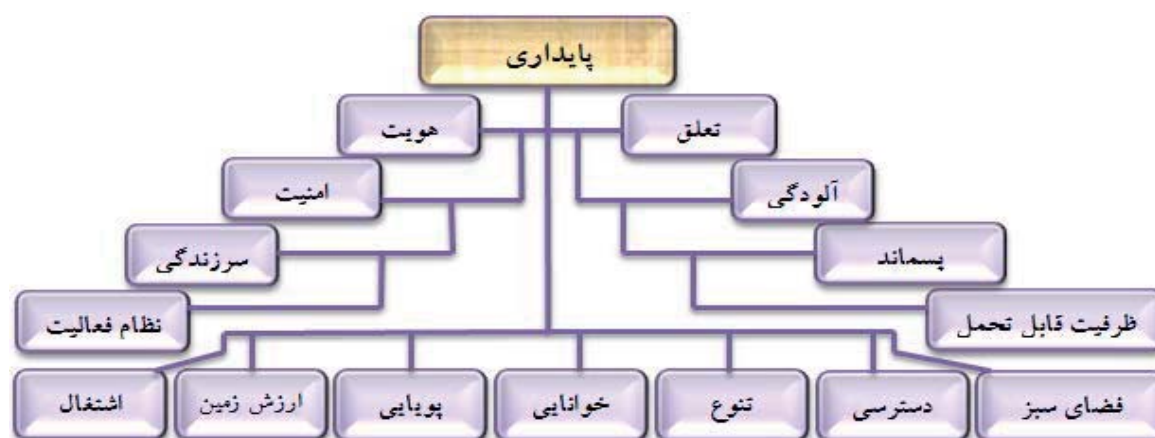 پایداری
تعلق
هویت
آلودگی
امنیت
پسماند
سرزندگی
ظرفیت قابل تحمل
نظام فعالیت
فضای سبز
دسترسی
تنوع
خوانایی
پویایی
ارزش زمین
اشتغال